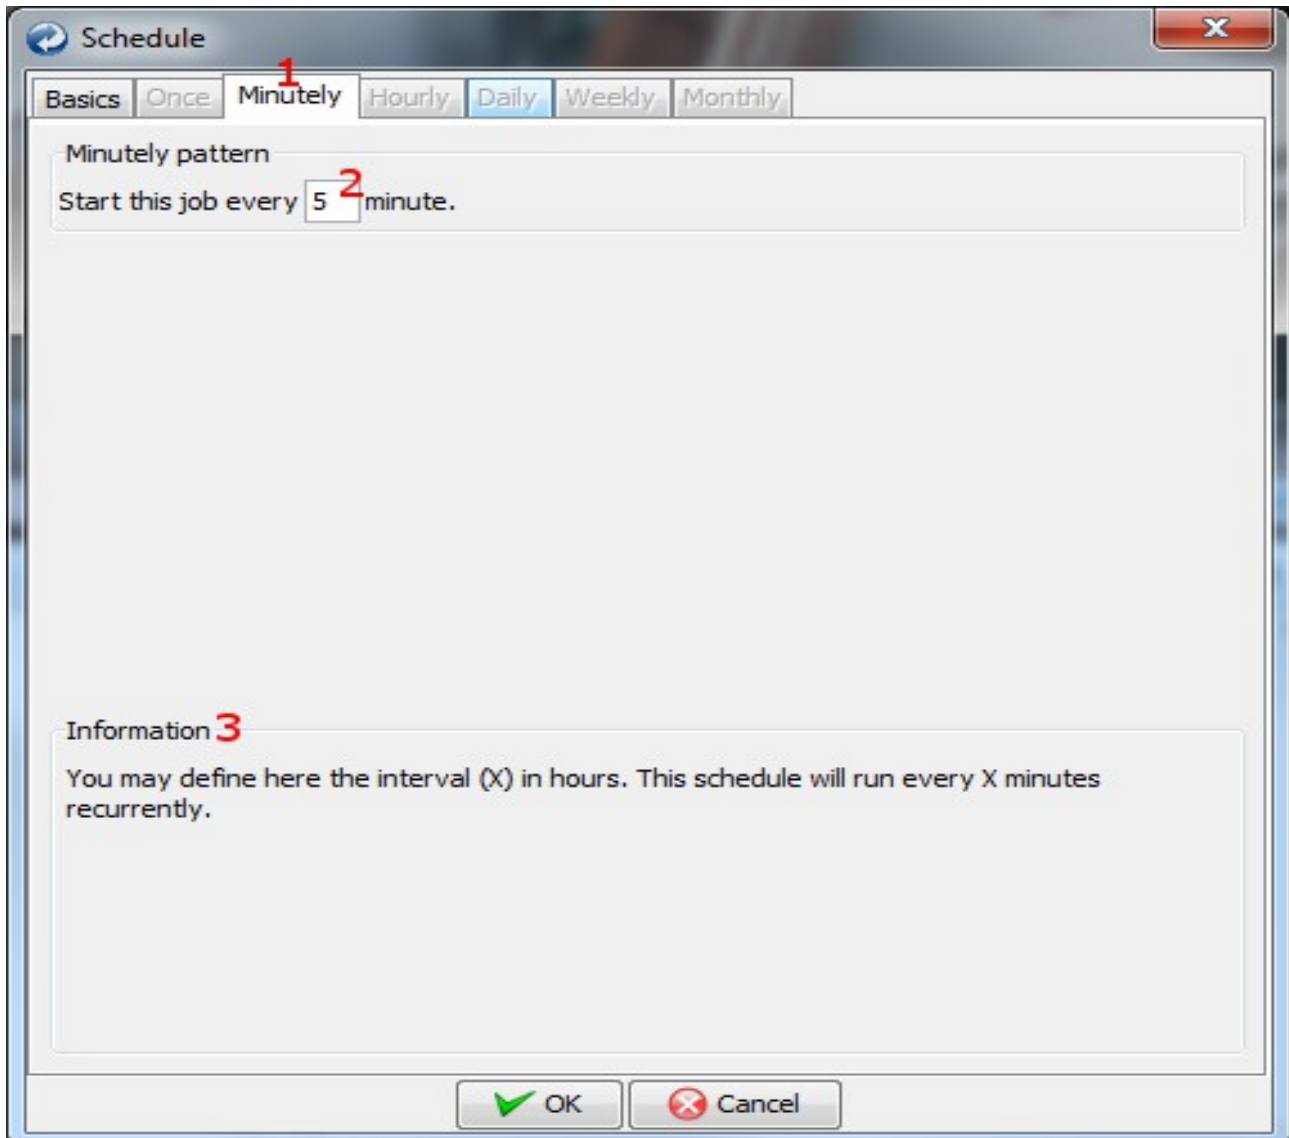 Schedule
1
Basics Once Minutely Hourly Daily Weekly Monthly
Minutely pattern
2
Start this job every 5 minute.
Information 3
You may define here the interval (X) in hours. This schedule will run every X minutes
recurrently.
OK Cancel